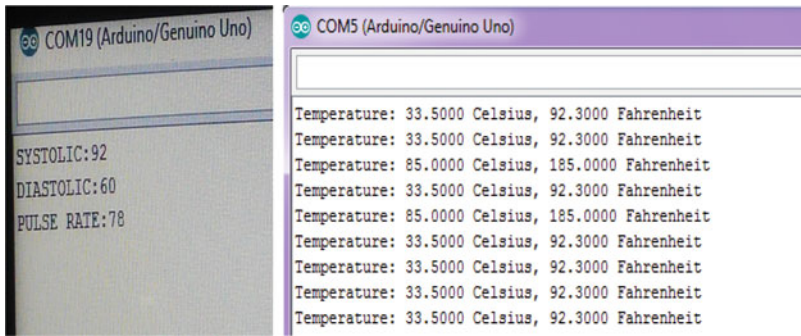 COM19 (Arduino/Genuino Uno)
SYSTOLIC:92
DIASTOLIC:60
PULSE RATE:78
COM5 (Arduino/Genuino Uno)
Temperature: 33.5000 Celsius, 92.3000 Fahrenheit
Temperature: 33.5000 Celsius, 92.3000 Fahrenheit
Temperature: 85.0000 Celsius, 185.0000 Fahrenheit
Temperature: 33.5000 Celsius, 92.3000 Fahrenheit
Temperature: 85.0000 Celsius, 185.0000 Fahrenheit
Temperature: 33.5000 Celsius, 92.3000 Fahrenheit
Temperature: 33.5000 Celsius, 92.3000 Fahrenheit
Temperature: 33.5000 Celsius, 92.3000 Fahrenheit
Temperature: 33.5000 Celsius, 92.3000 Fahrenheit